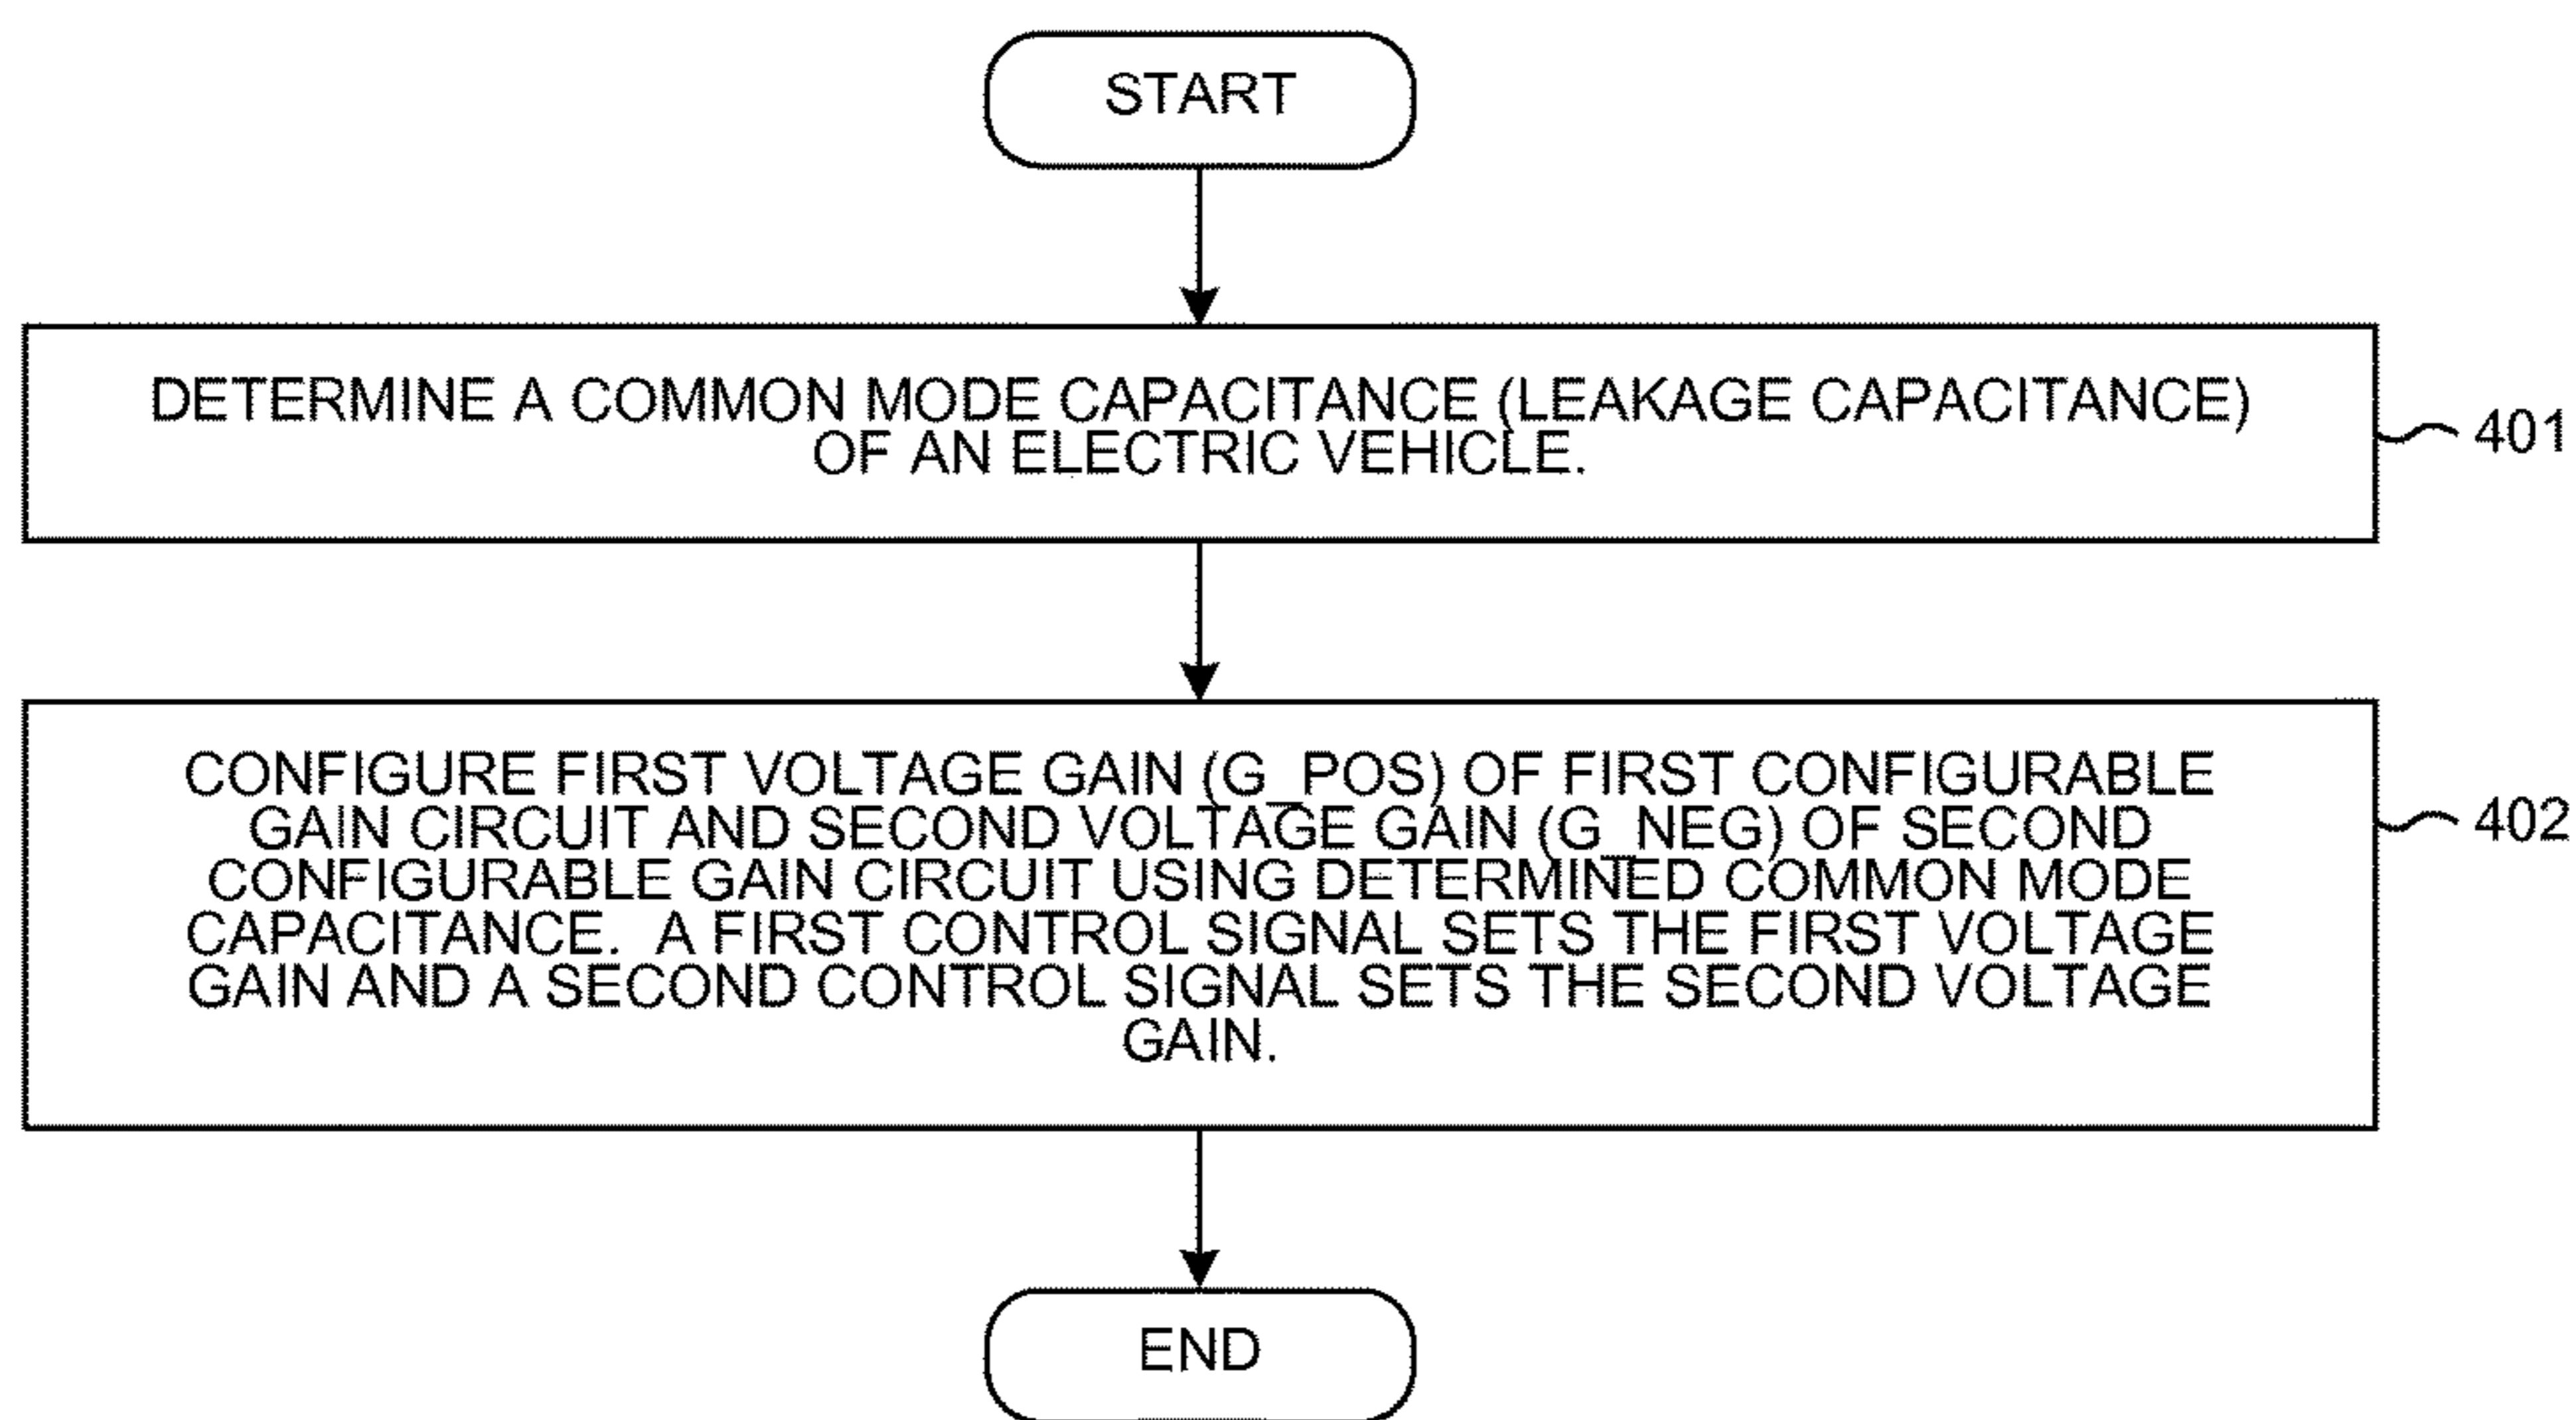 START
DETERMINE A COMMON MODE CAPACITANCE (LEAKAGE CAPACITANCE)
OF AN ELECTRIC VEHICLE.
401
CONFIGURE FIRST VOLTAGE GAIN (G_POS) OF FIRST CONFIGURABLE
GAIN CIRCUIT AND SECOND VOLTAGE GAIN (G_NEG) OF SECOND
CONFIGURABLE GAIN CIRCUIT USING DETERMINED COMMON MODE
CAPACITANCE. A FIRST CONTROL SIGNAL SETS THE FIRST VOLTAGE
GAIN AND A SECOND CONTROL SIGNAL SETS THE SECOND VOLTAGE
GAIN.
402
END